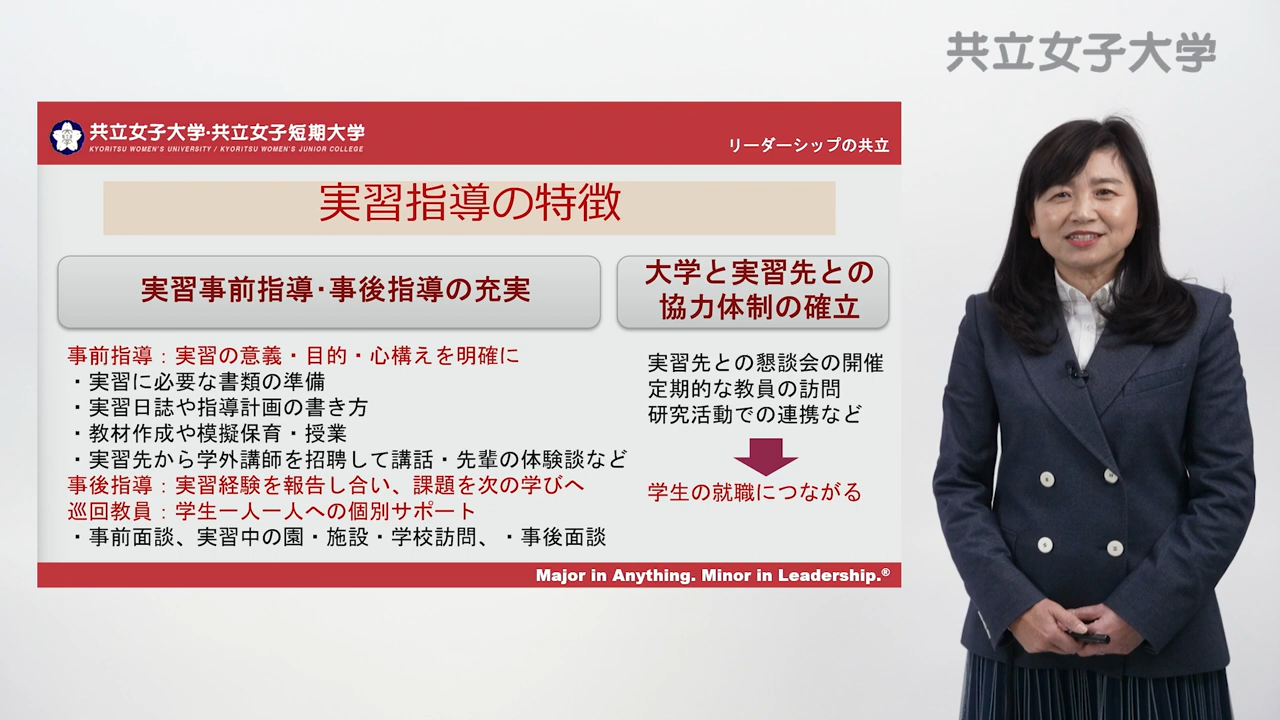 共立女子大学
共立女子大学・共立女子短期大学
KYORITSU WOMEN'S UNIVERSITY / KYORITSU WOMEN'S JUNIOR COLLEGE
リーダーシップの共立
実習指導の特徴
実習事前指導・事後指導の充実
事前指導：実習の意義・目的・心構えを明確に
・実習に必要な書類の準備
・実習日誌や指導計画の書き方
・教材作成や模擬保育・授業
・実習先から学外講師を招聘して講話・先輩の体験談など
事後指導：実習経験を報告し合い、課題を次の学びへ
巡回教員：学生一人一人への個別サポート
・事前面談、実習中の園・施設・学校訪問、・事後面談
大学と実習先との
協力体制の確立
実習先との懇談会の開催
定期的な教員の訪問
研究活動での連携など
学生の就職につながる
Major in Anything. Minor in Leadership.®